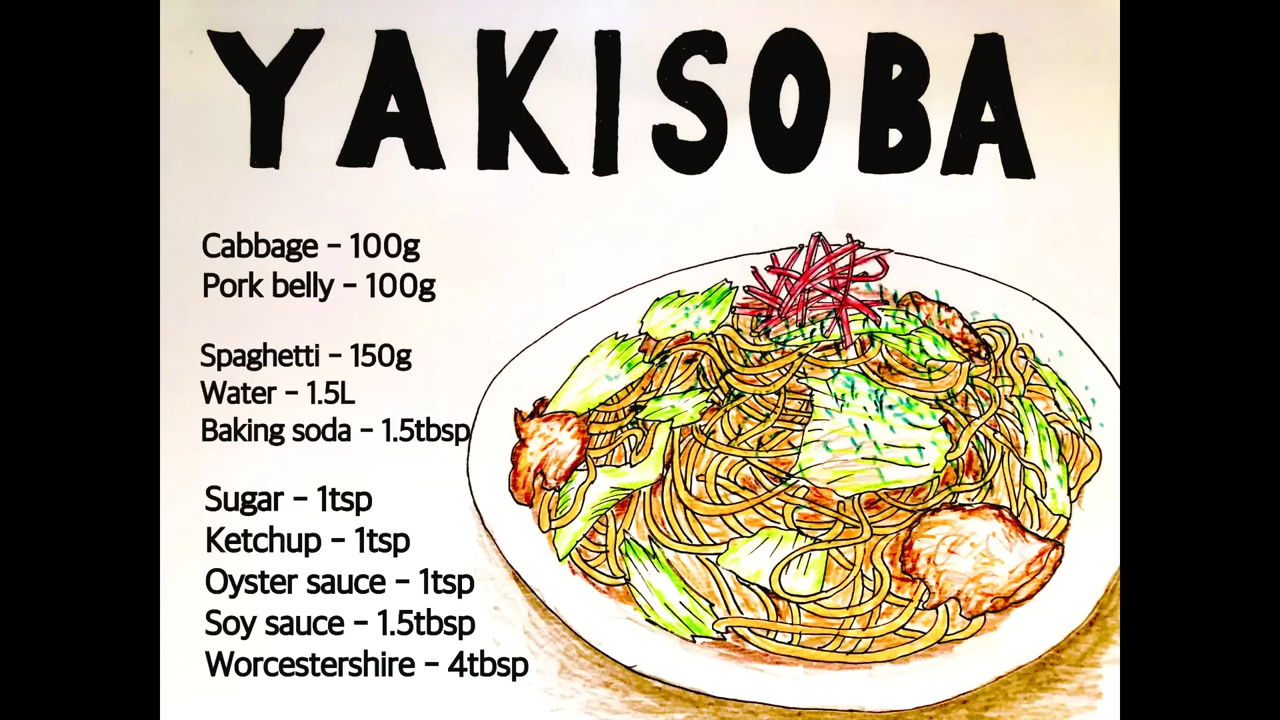 YAKISOBA
Cabbage - 100g
Pork belly - 100g
Spaghetti - 150g
Water - 1.5L
Baking soda - 1.5tbsp
Sugar - 1tsp
Ketchup - 1tsp
Oyster sauce - 1tsp
Soy sauce - 1.5tbsp
Worcestershire - 4tbsp